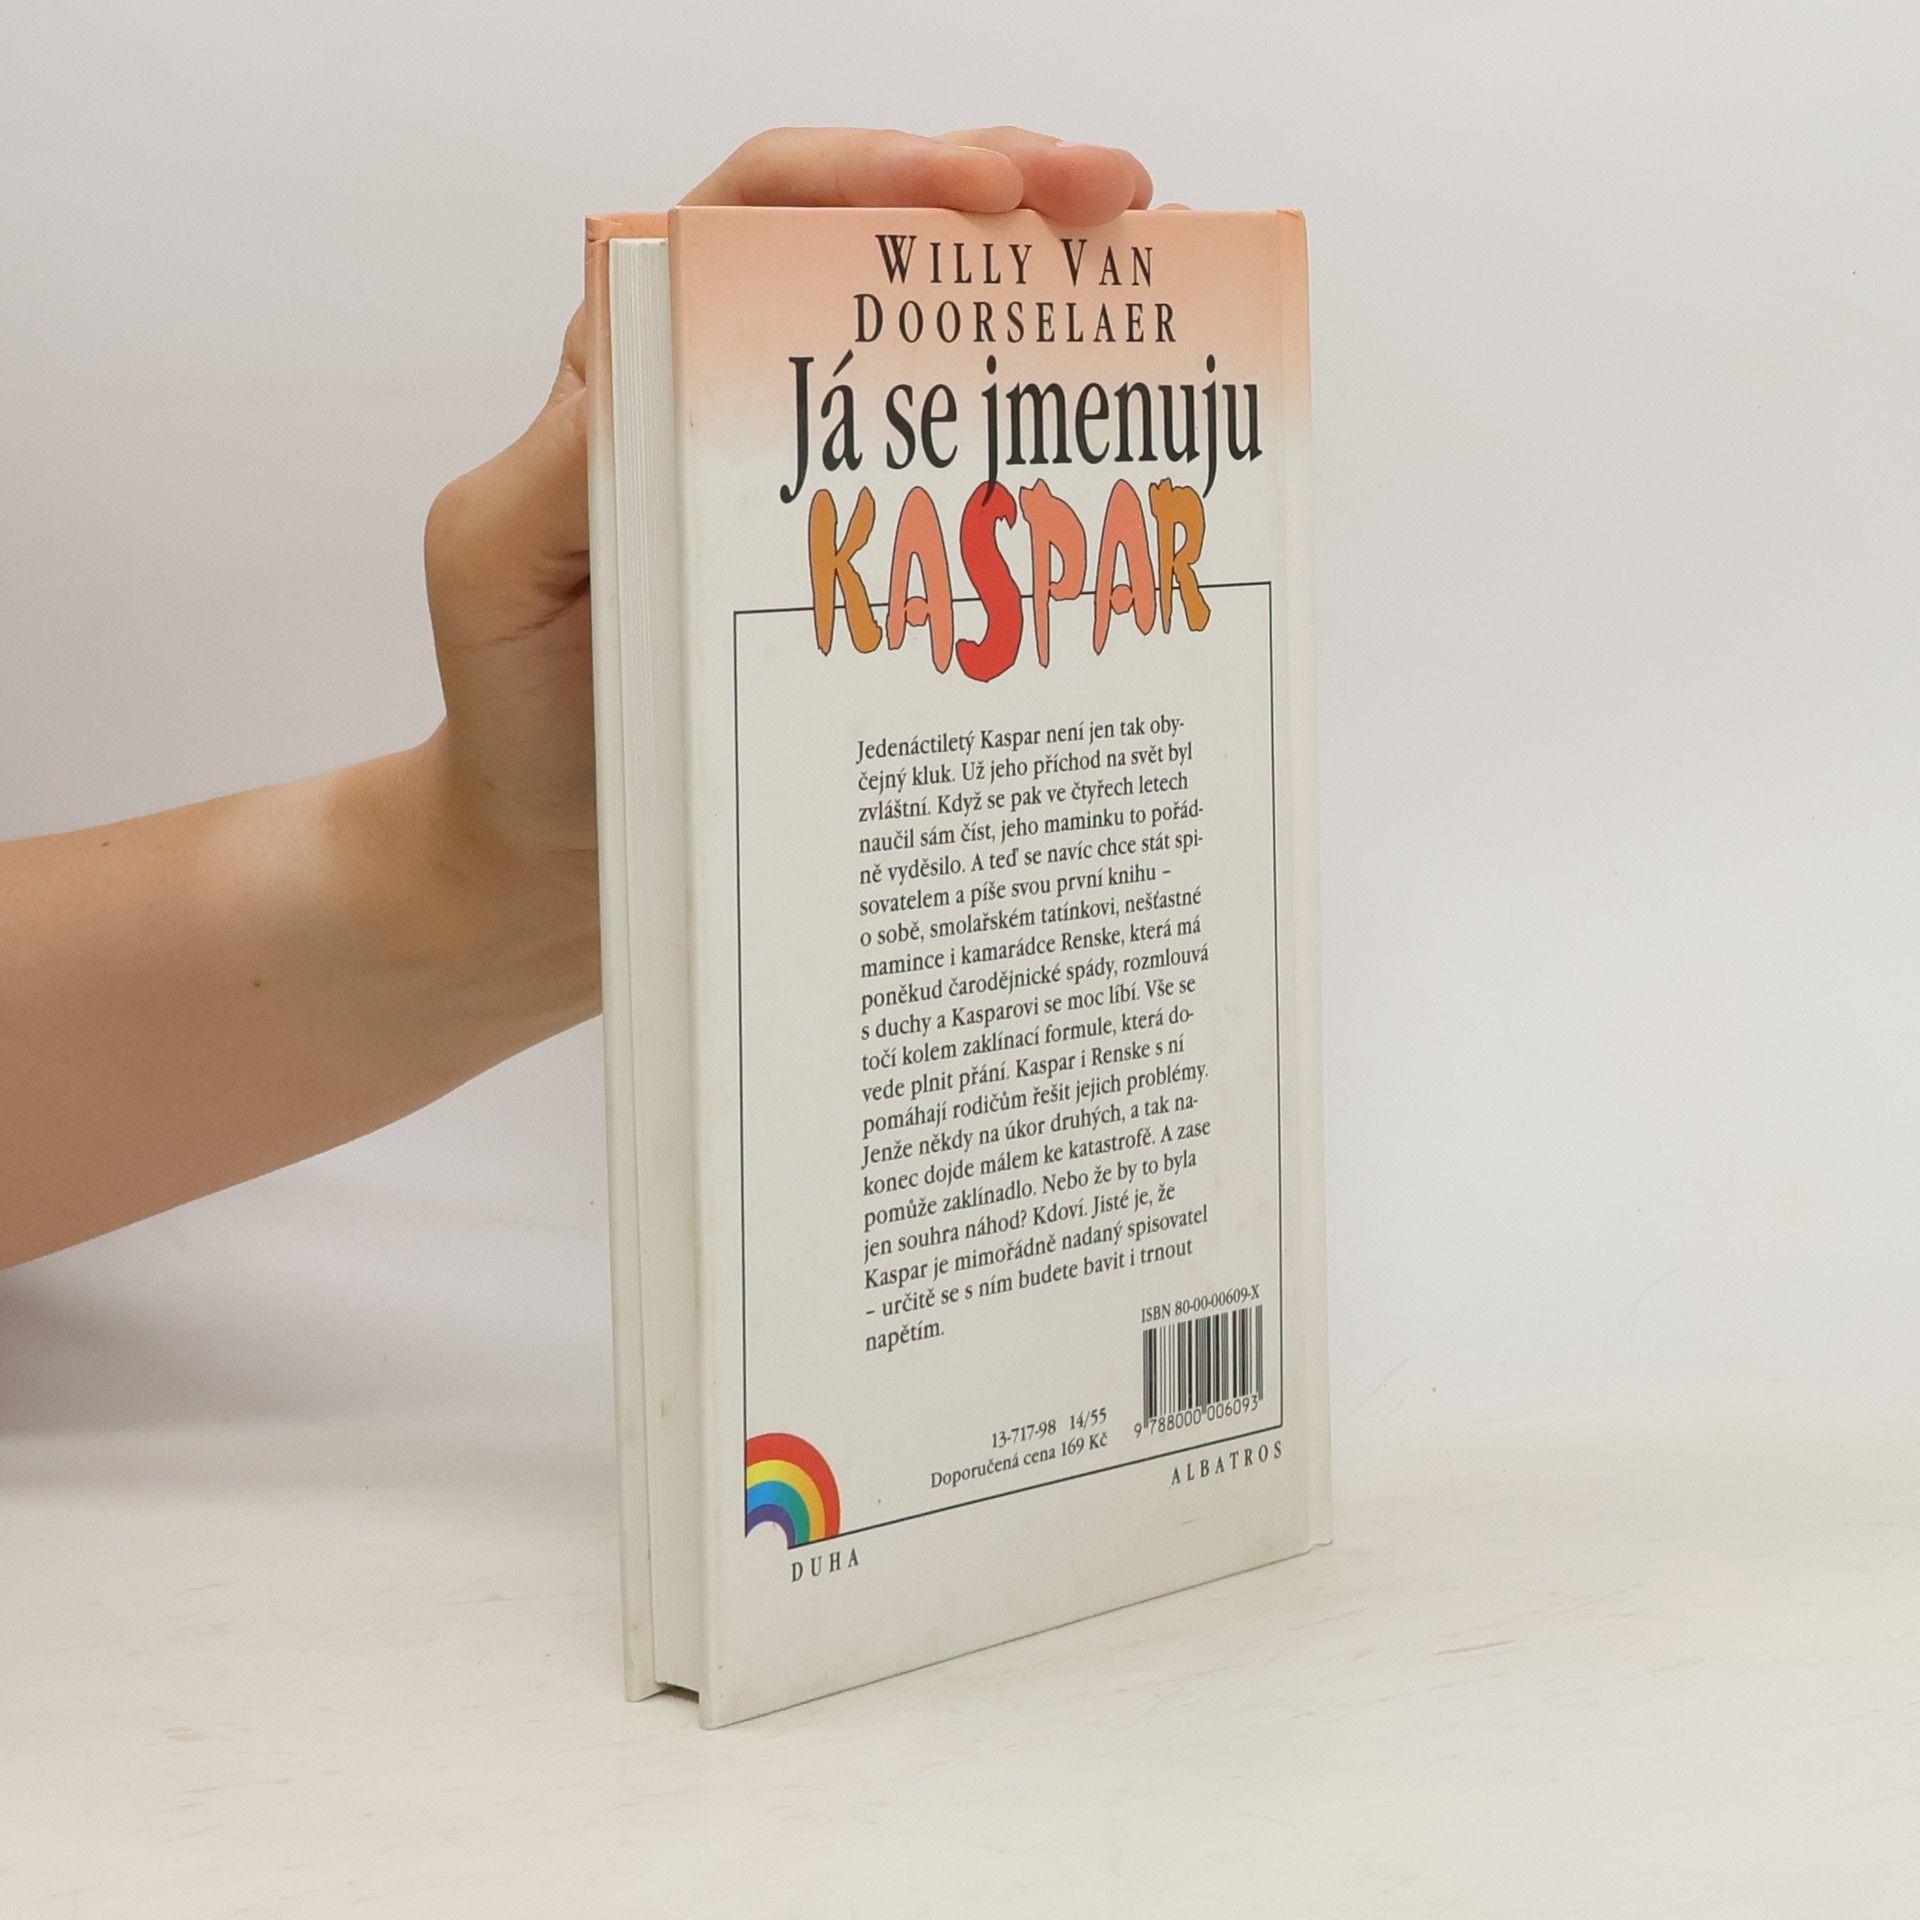 WILLY VAN
DOORSELAER
Já se jmenuju
KASPAR
Jedenáctiletý Kaspar není jen tak oby-
čejný kluk. Už jeho příchod na svět byl
zvláštní. Když se pak ve čtyřech letech
naučil sám číst, jeho maminku to pořád-
ně vyděsilo. A teď se navíc chce stát spi-
sovatelem a píše svou první knihu –
o sobě, smolařském tatínkovi, nešťastné
mamince i kamarádce Renske, která má
poněkud čarodějnické spády, rozmlouvá
s duchy a Kasparovi se moc líbí. Vše se
točí kolem zaklínací formule, která do-
vede plnit přání. Kaspar i Renske s ní
pomáhají rodičům řešit jejich problémy.
Jenže někdy na úkor druhých, a tak na-
konec dojde málem ke katastrofě. A zase
pomůže zaklínadlo. Nebo že by to byla
jen souhra náhod? Kdoví. Jisté je, že
Kaspar je mimořádně nadaný spisovatel
– určitě se s ním budete bavit i trnout
napětím.
ISBN 80-00-00609-X
9 788000 006093
13-717-98 14/55
Doporučená cena 169 Kč
ALBATROS
DUHA